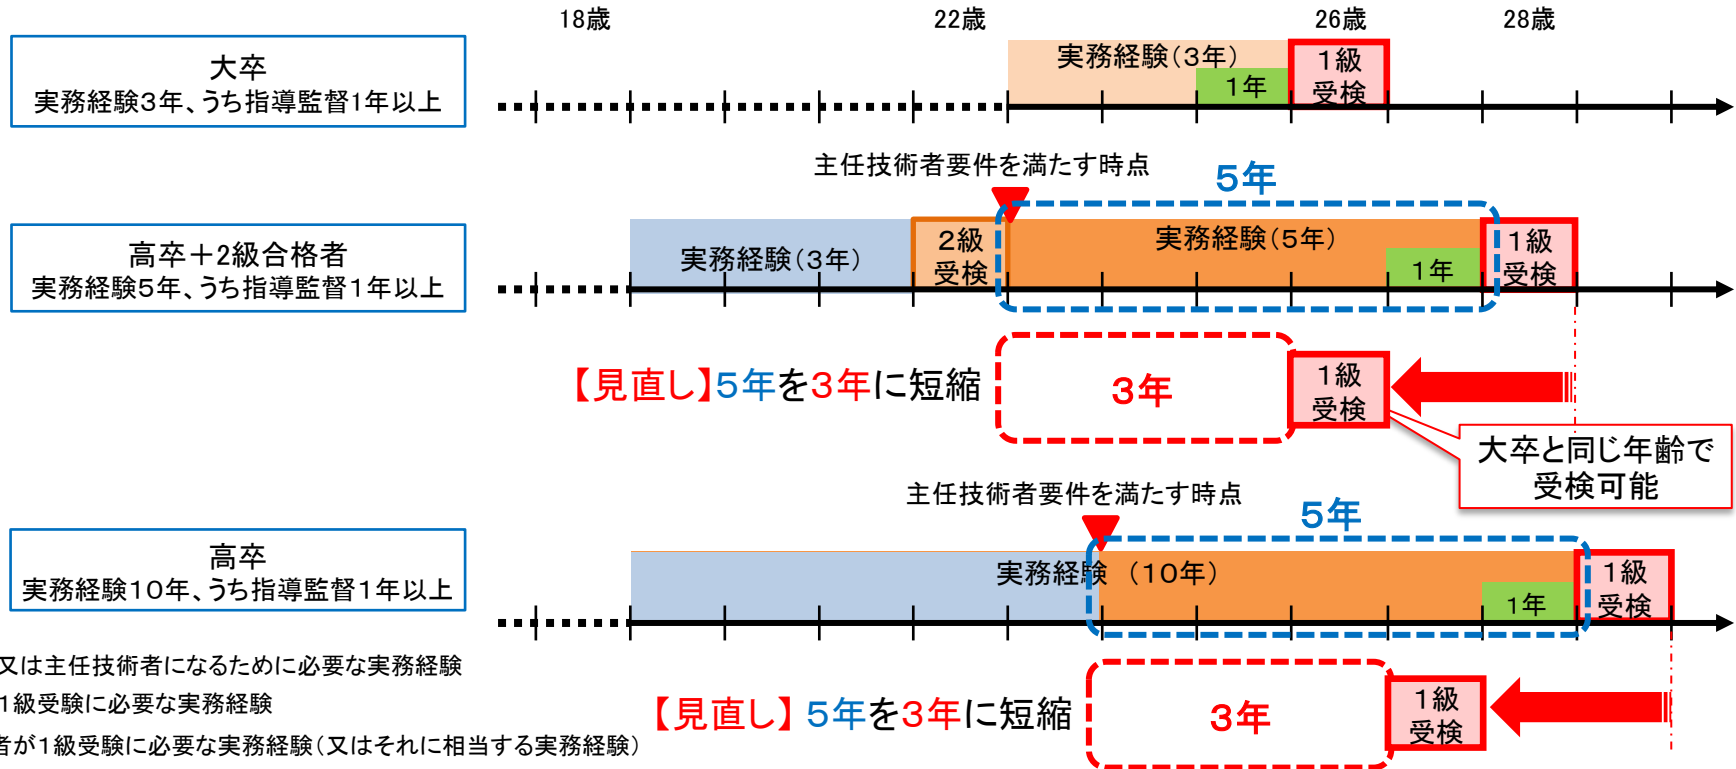 18歳
22歳
26歳
28歳
大卒
実務経験3年、うち指導監督1年以上
実務経験(3年)
1年
1級
受検
主任技術者要件を満たす時点
5年
高卒+2級合格者
実務経験5年、うち指導監督1年以上
実務経験(3年)
2級
受検
実務経験(5年)
1年
1級
受検
【見直し】5年を3年に短縮
3年
1級
受検
大卒と同じ年齢で
受検可能
主任技術者要件を満たす時点
5年
高卒
実務経験10年、うち指導監督1年以上
実務経験 (10年)
1年
1級
受検
又は主任技術者になるために必要な実務経験
1級受験に必要な実務経験
者が1級受験に必要な実務経験(又はそれに相当する実務経験)
【見直し】 5年を3年に短縮
3年
1級
受検